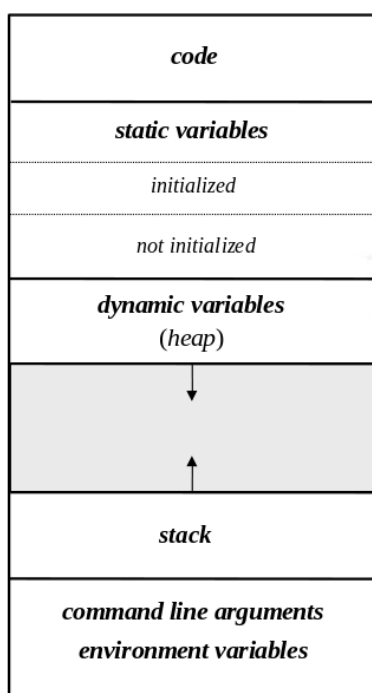 code
static variables
initialized
not initialized
dynamic variables
(heap)
stack
command line arguments
environment variables